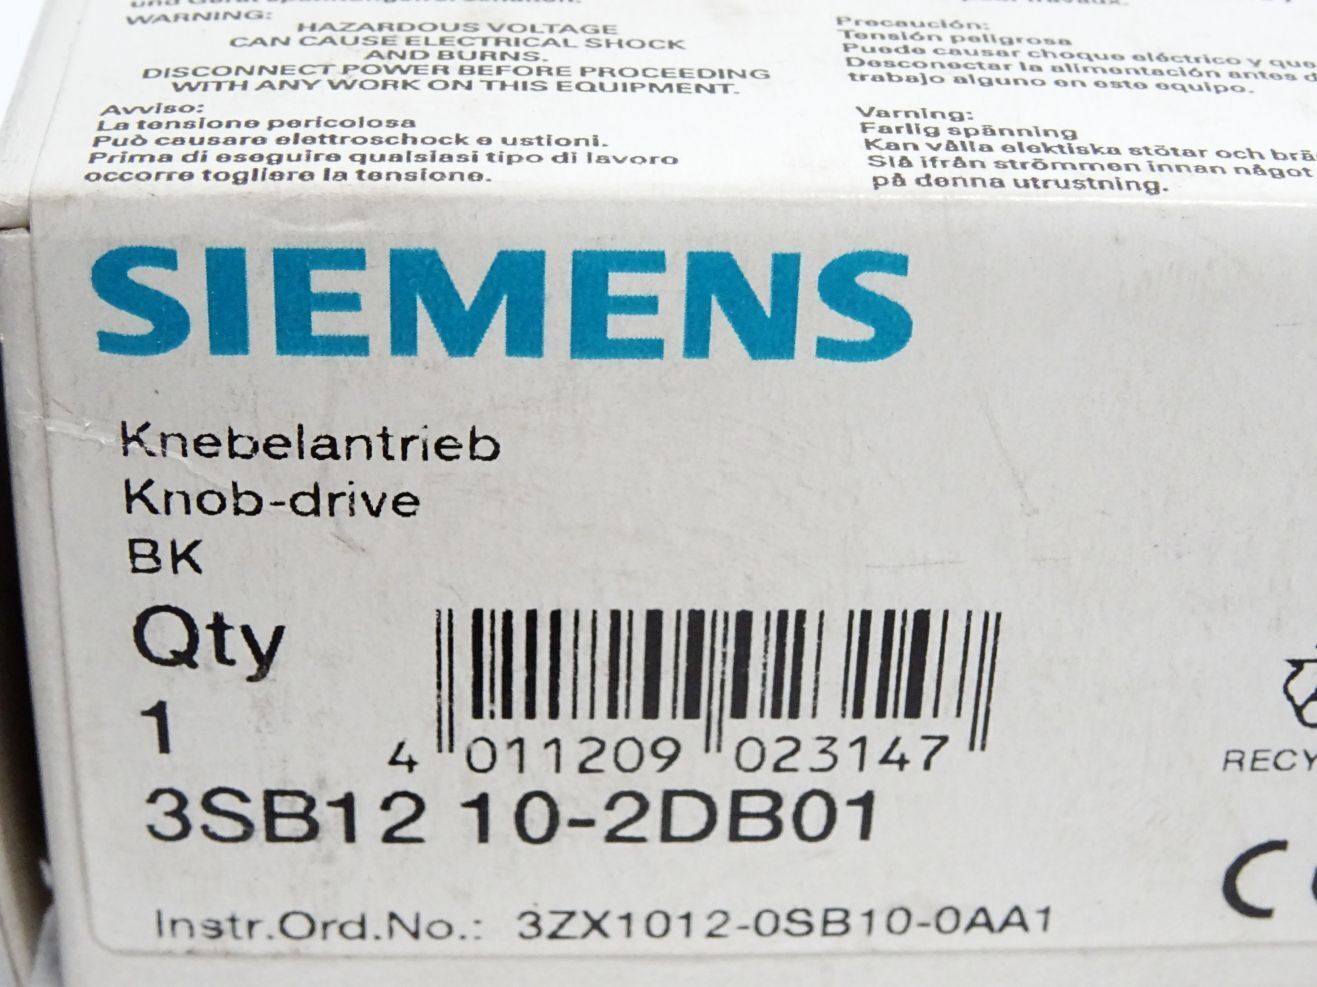 WARNING:
HAZARDOUS VOLTAGE
CAN CAUSE ELECTRICAL SHOCK
AND BURNS.
DISCONNECT POWER BEFORE PROCEEDING
WITH ANY WORK ON THIS EQUIPMENT.
Avviso:
La tensione pericolosa
Può causare elettroschock e ustioni.
Prima di eseguire qualsiasi tipo di lavoro
occorre togliere la tensione.
Precaución:
Tensión peligrosa
Puede causar choque eléctrico y que
Desconectar la alimentación antes d
trabajo alguno en este equipo.
Varning:
Farlig spänning
Kan vålla elektiska stötar och brä
Slå ifrån strömmen innan något
på denna utrustning.
SIEMENS
Knebelantrieb
Knob-drive
BK
Qty
1
4 011209 023147
3SB12 10-2DB01
Instr.Ord.No.: 3ZX1012-0SB10-0AA1
RECY
C